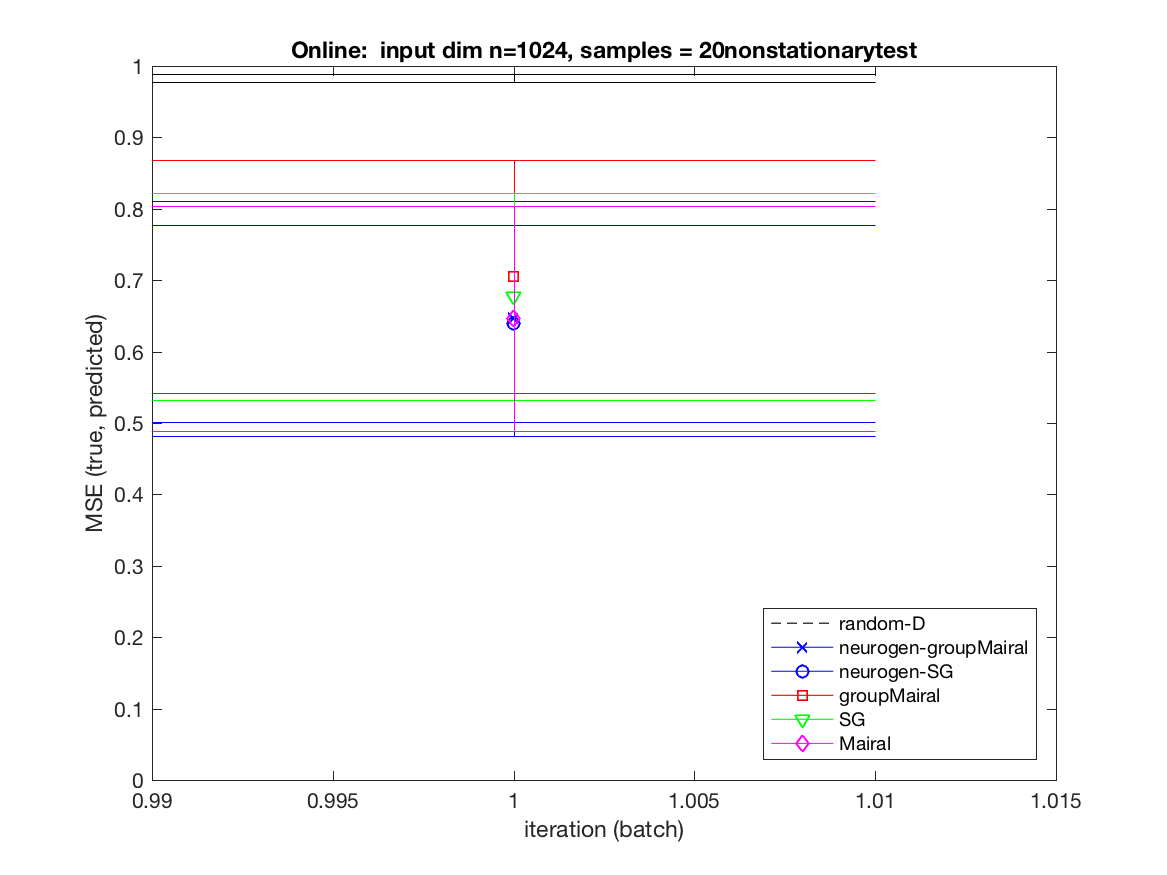 Online:  input dim n=1024, samples = 20nonstationarytest
1
0.9
0.8
0.7
0.6
0.5
0.4
0.3
0.2
0.1
0
MSE (true, predicted)
0.99
0.995
1
1.005
1.01
1.015
iteration (batch)
random-D
neurogen-groupMairal
neurogen-SG
groupMairal
SG
Mairal